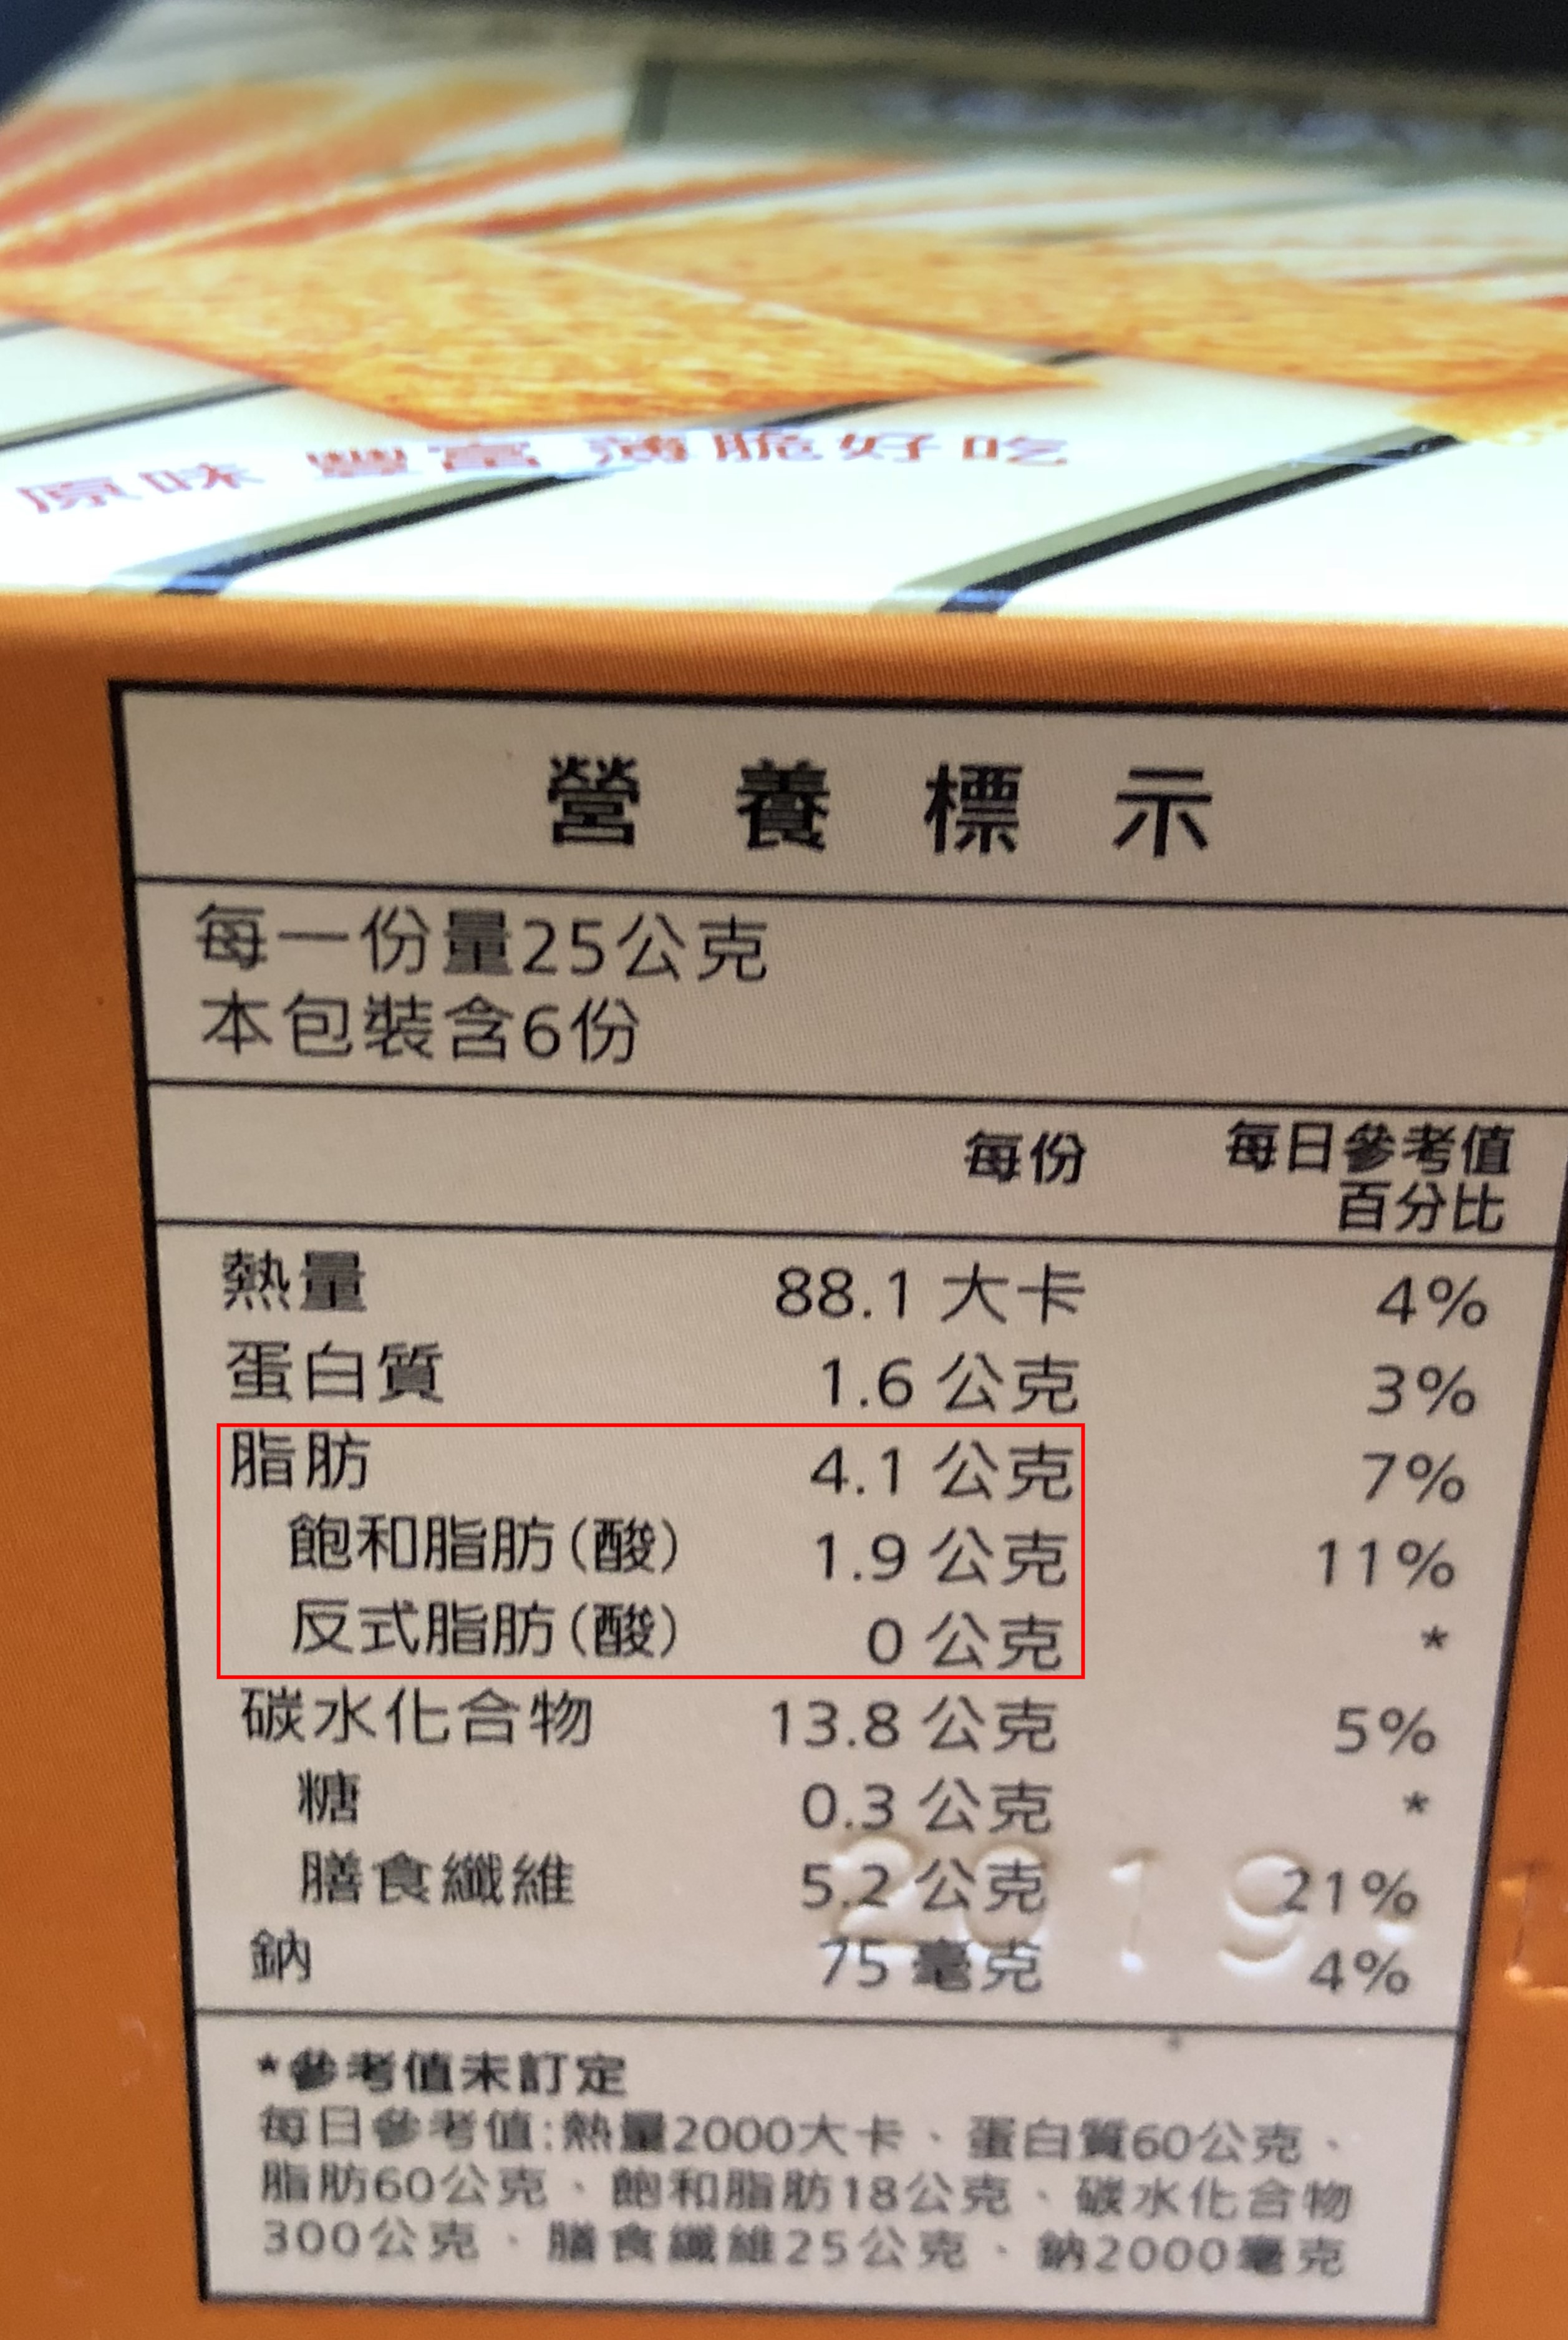 原味 豐富 薄脆好吃
營養標示
每一份量25公克
本包裝含6份
每份 每日參考值
百分比
熱量 88.1 大卡 4%
蛋白質 1.6 公克 3%
脂肪 4.1 公克 7%
飽和脂肪(酸) 1.9 公克 11%
反式脂肪(酸) 0 公克 *
碳水化合物 13.8 公克 5%
糖 0.3 公克 *
膳食纖維 5.2 公克 21%
鈉 75 毫克 4%
2019.
*參考值未訂定
每日參考值:熱量2000大卡、蛋白質60公克、
脂肪60公克、飽和脂肪18公克、碳水化合物
300公克、膳食纖維25公克、鈉2000毫克